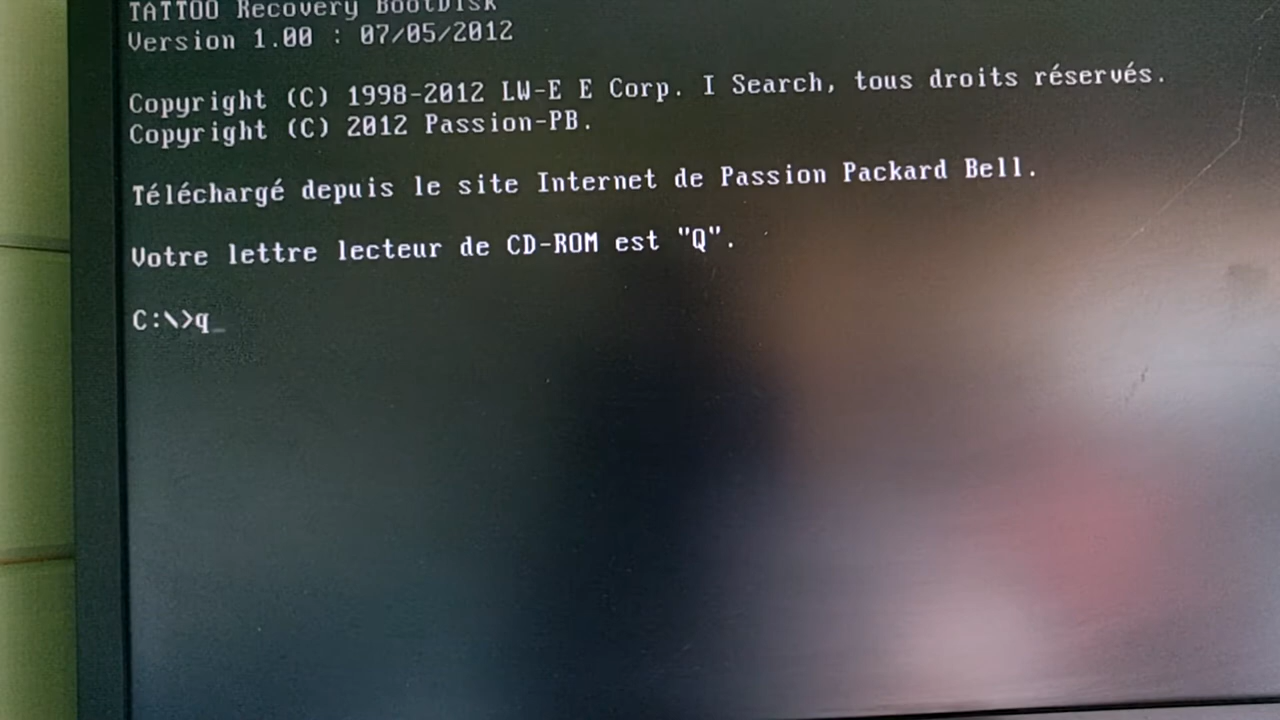 TATTOO Recovery BootDisk
Version 1.00 : 07/05/2012
Copyright (C) 1998-2012 LW-E E Corp. I Search, tous droits réservés.
Copyright (C) 2012 Passion-PB.
Téléchargé depuis le site Internet de Passion Packard Bell.
Votre lettre lecteur de CD-ROM est "Q".
C:\>q_